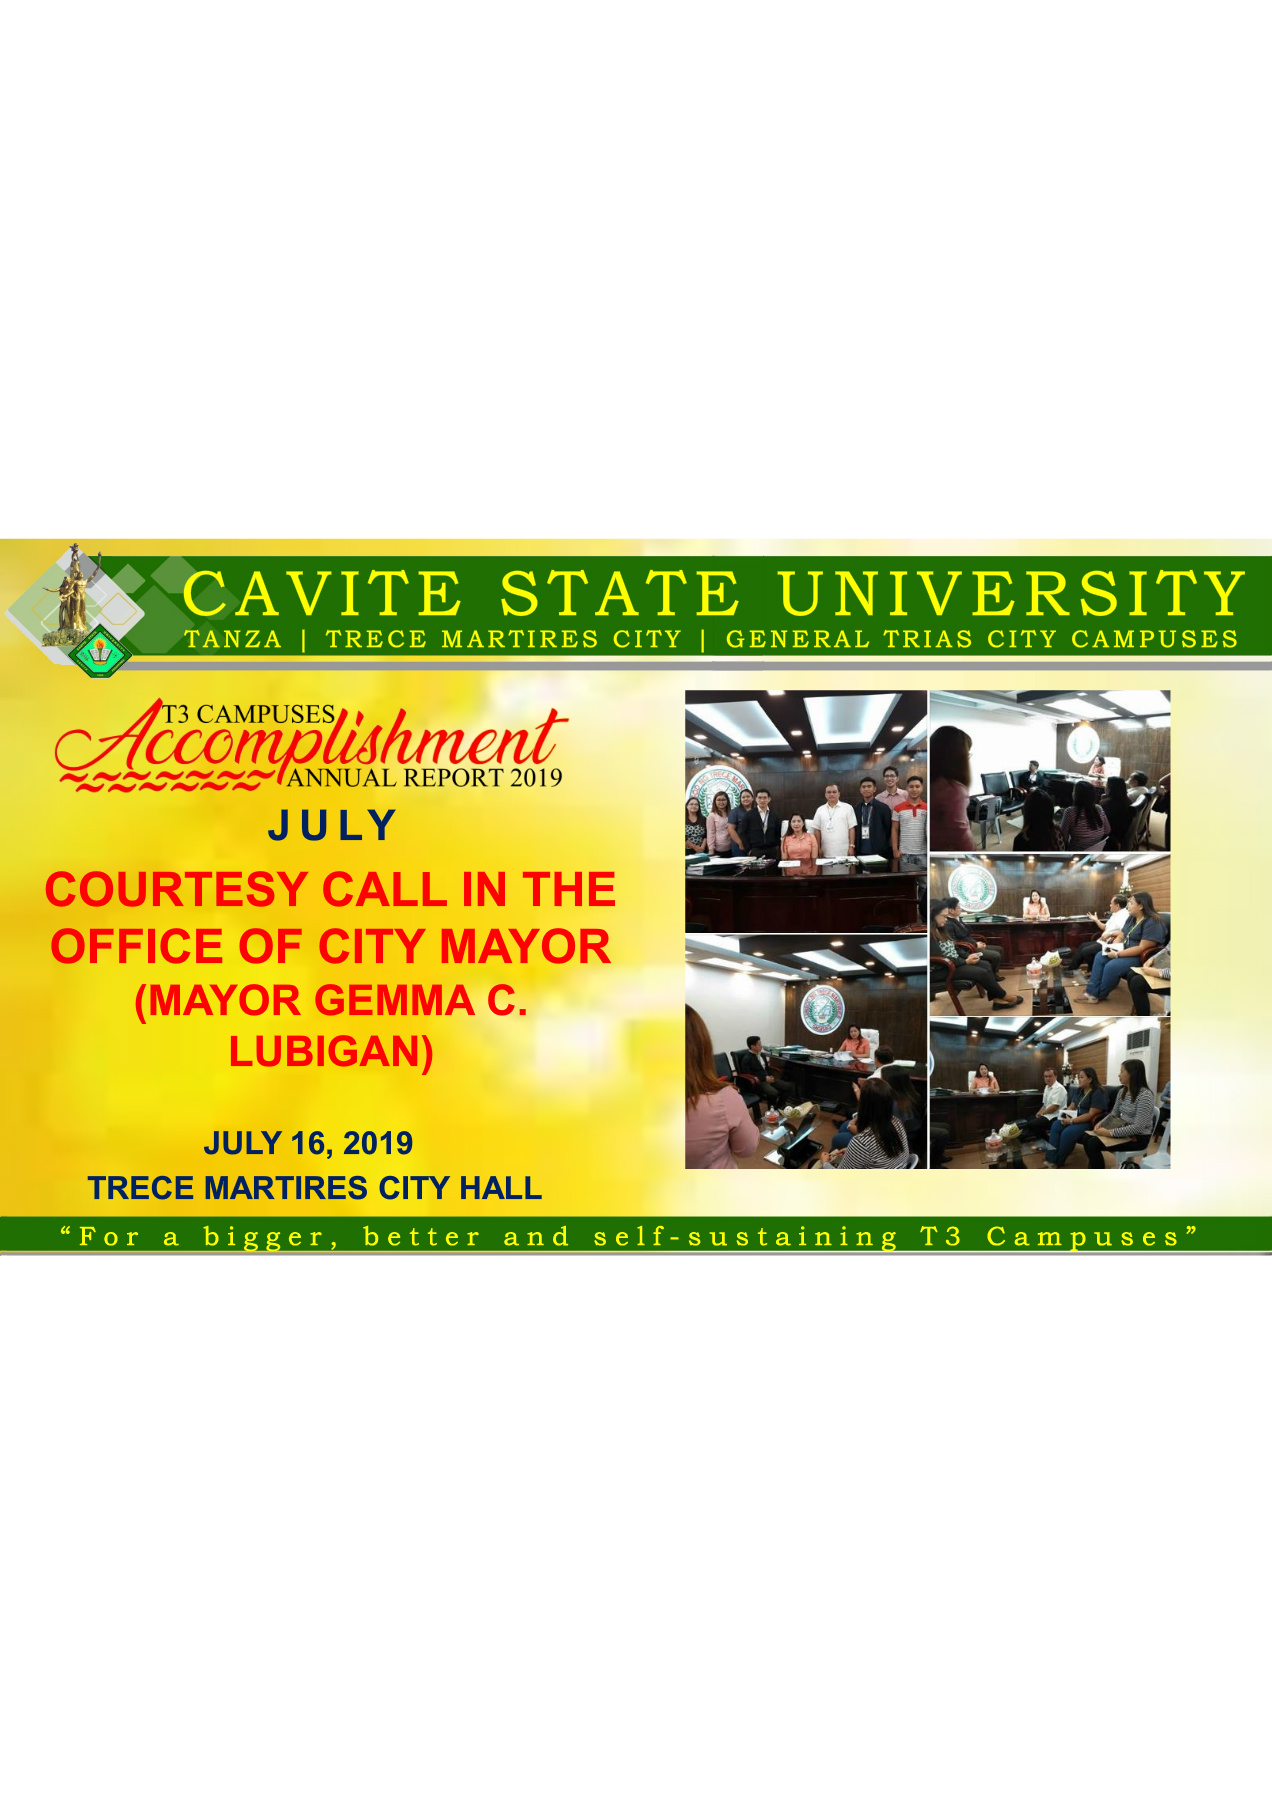 CAVITE STATE UNIVERSITY
TANZA | TRECE MARTIRES CITY | GENERAL TRIAS CITY CAMPUSES
T3 CAMPUSES
Accomplishment
ANNUAL REPORT 2019
JULY
COURTESY CALL IN THE
OFFICE OF CITY MAYOR
(MAYOR GEMMA C.
LUBIGAN)
JULY 16, 2019
TRECE MARTIRES CITY HALL
“For a bigger, better and self-sustaining T3 Campuses”